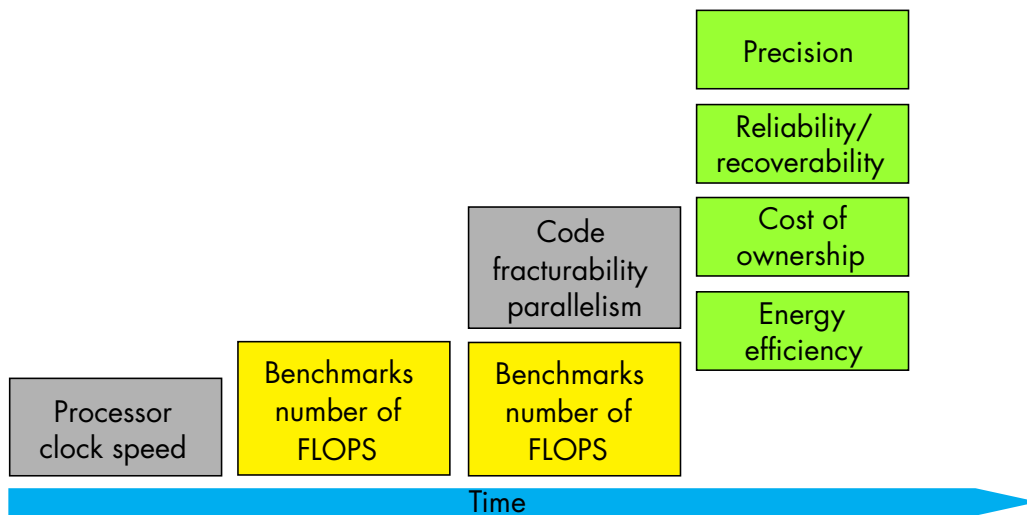 Precision
Reliability/
recoverability
Code
fracturability
parallelism
Cost of
ownership
Energy
efficiency
Processor
clock speed
Benchmarks
number of
FLOPS
Benchmarks
number of
FLOPS
Time